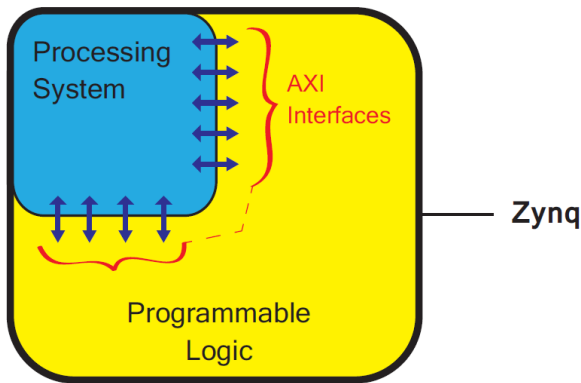 Processing
System
AXI
Interfaces
Zynq
Programmable
Logic